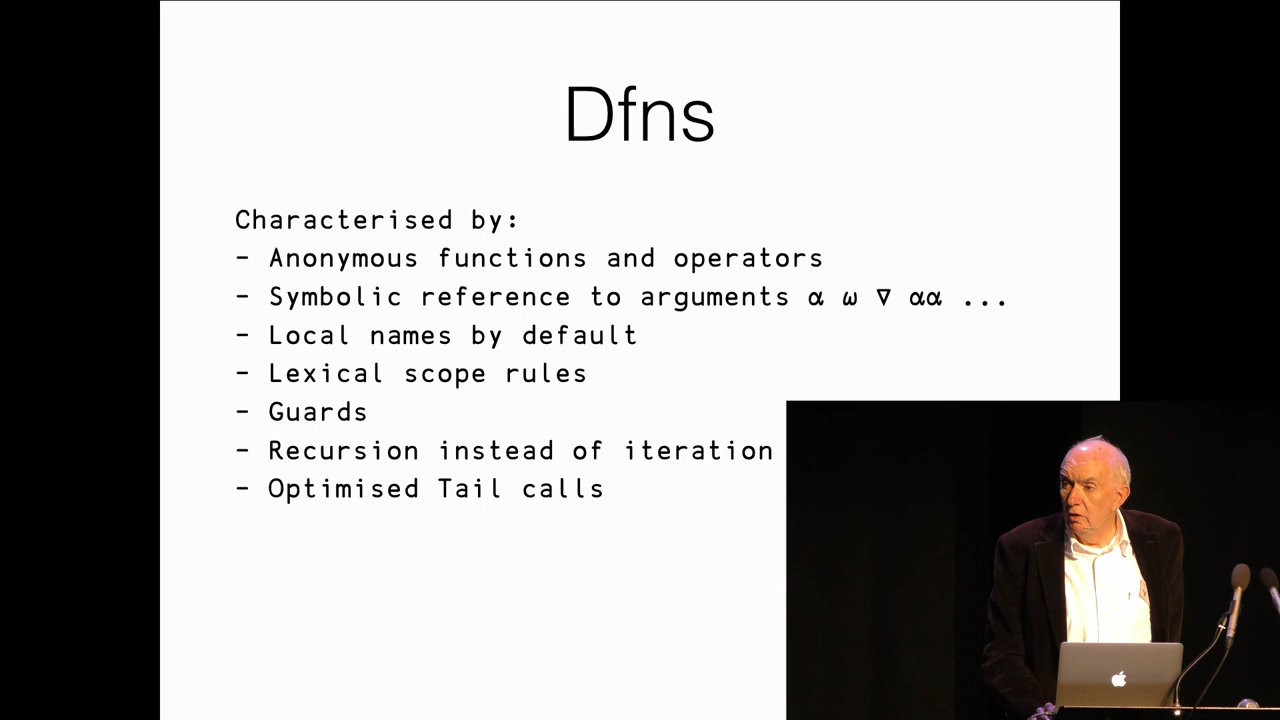 Dfns
Characterised by:
- Anonymous functions and operators
- Symbolic reference to arguments ⍺ ⍵ ∇ ⍺⍺ ...
- Local names by default
- Lexical scope rules
- Guards
- Recursion instead of iteration
- Optimised Tail calls